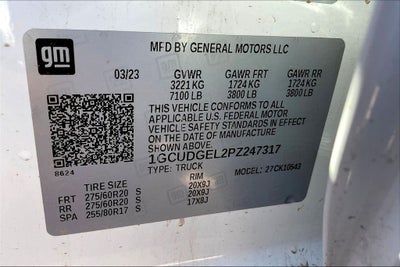 gm
MFD BY GENERAL MOTORS LLC
03/23 GVWR GAWR FRT GAWR RR
3221 KG 1724 KG 1724 KG
7100 LB 3800 LB 3800 LB
THIS VEHICLE CONFORMS TO ALL
APPLICABLE U.S. FEDERAL MOTOR
VEHICLE SAFETY AND THEFT PREVENTION
STANDARDS IN EFFECT ON THE DATE OF
MANUFACTURE
SHOWN ABOVE.
1GCUDGEL2PZ247317
8624 TYPE: TRUCK MODEL: 27CK10543
RIM
FRT 275/60R20 S 20X9J
RR 275/60R20 S 20X9J
SPA 255/80R17 S 17X8J